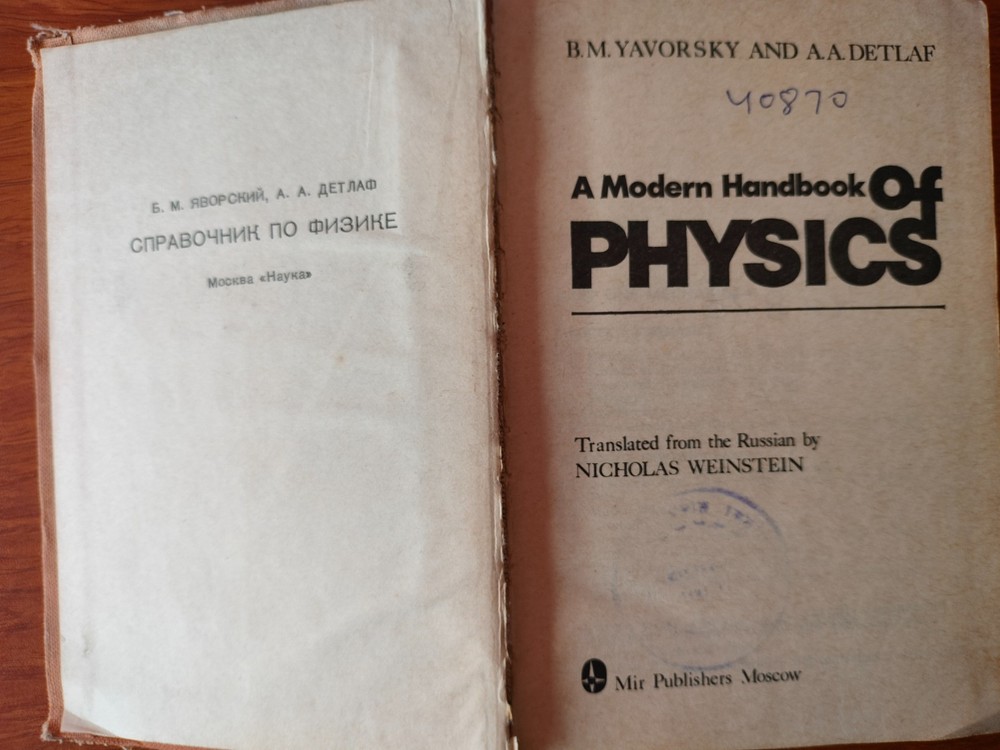 Б. М. ЯВОРСКИЙ, А. А. ДЕТЛАФ
СПРАВОЧНИК ПО ФИЗИКЕ
Москва «Наука»
B.M. YAVORSKY AND A.A. DETLAF
40870
A Modern Handbook of
PHYSICS
Translated from the Russian by
NICHOLAS WEINSTEIN
Mir Publishers Moscow